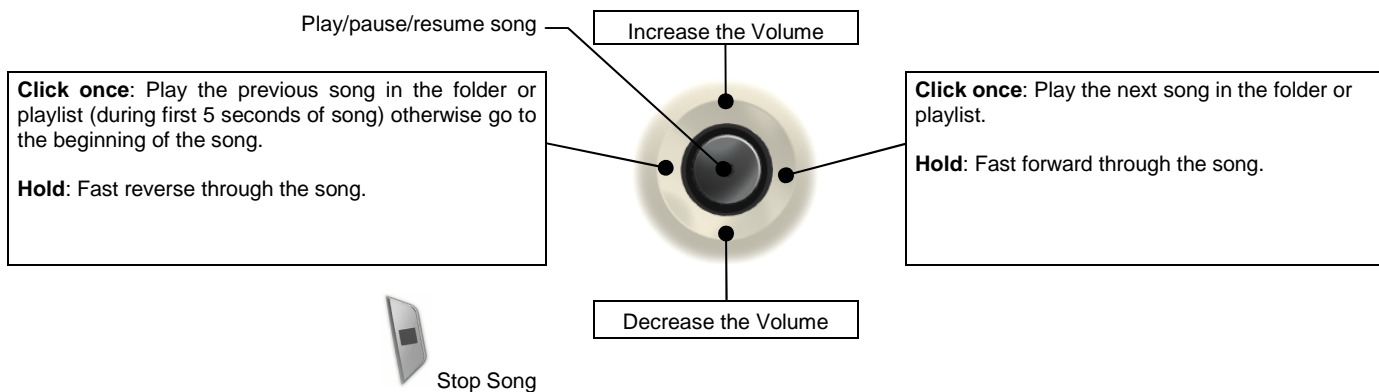 Play/pause/resume song
Increase the Volume
Click once: Play the previous song in the folder or
playlist (during first 5 seconds of song) otherwise go to
the beginning of the song.
Hold: Fast reverse through the song.
Click once: Play the next song in the folder or
playlist.
Hold: Fast forward through the song.
Decrease the Volume
Stop Song